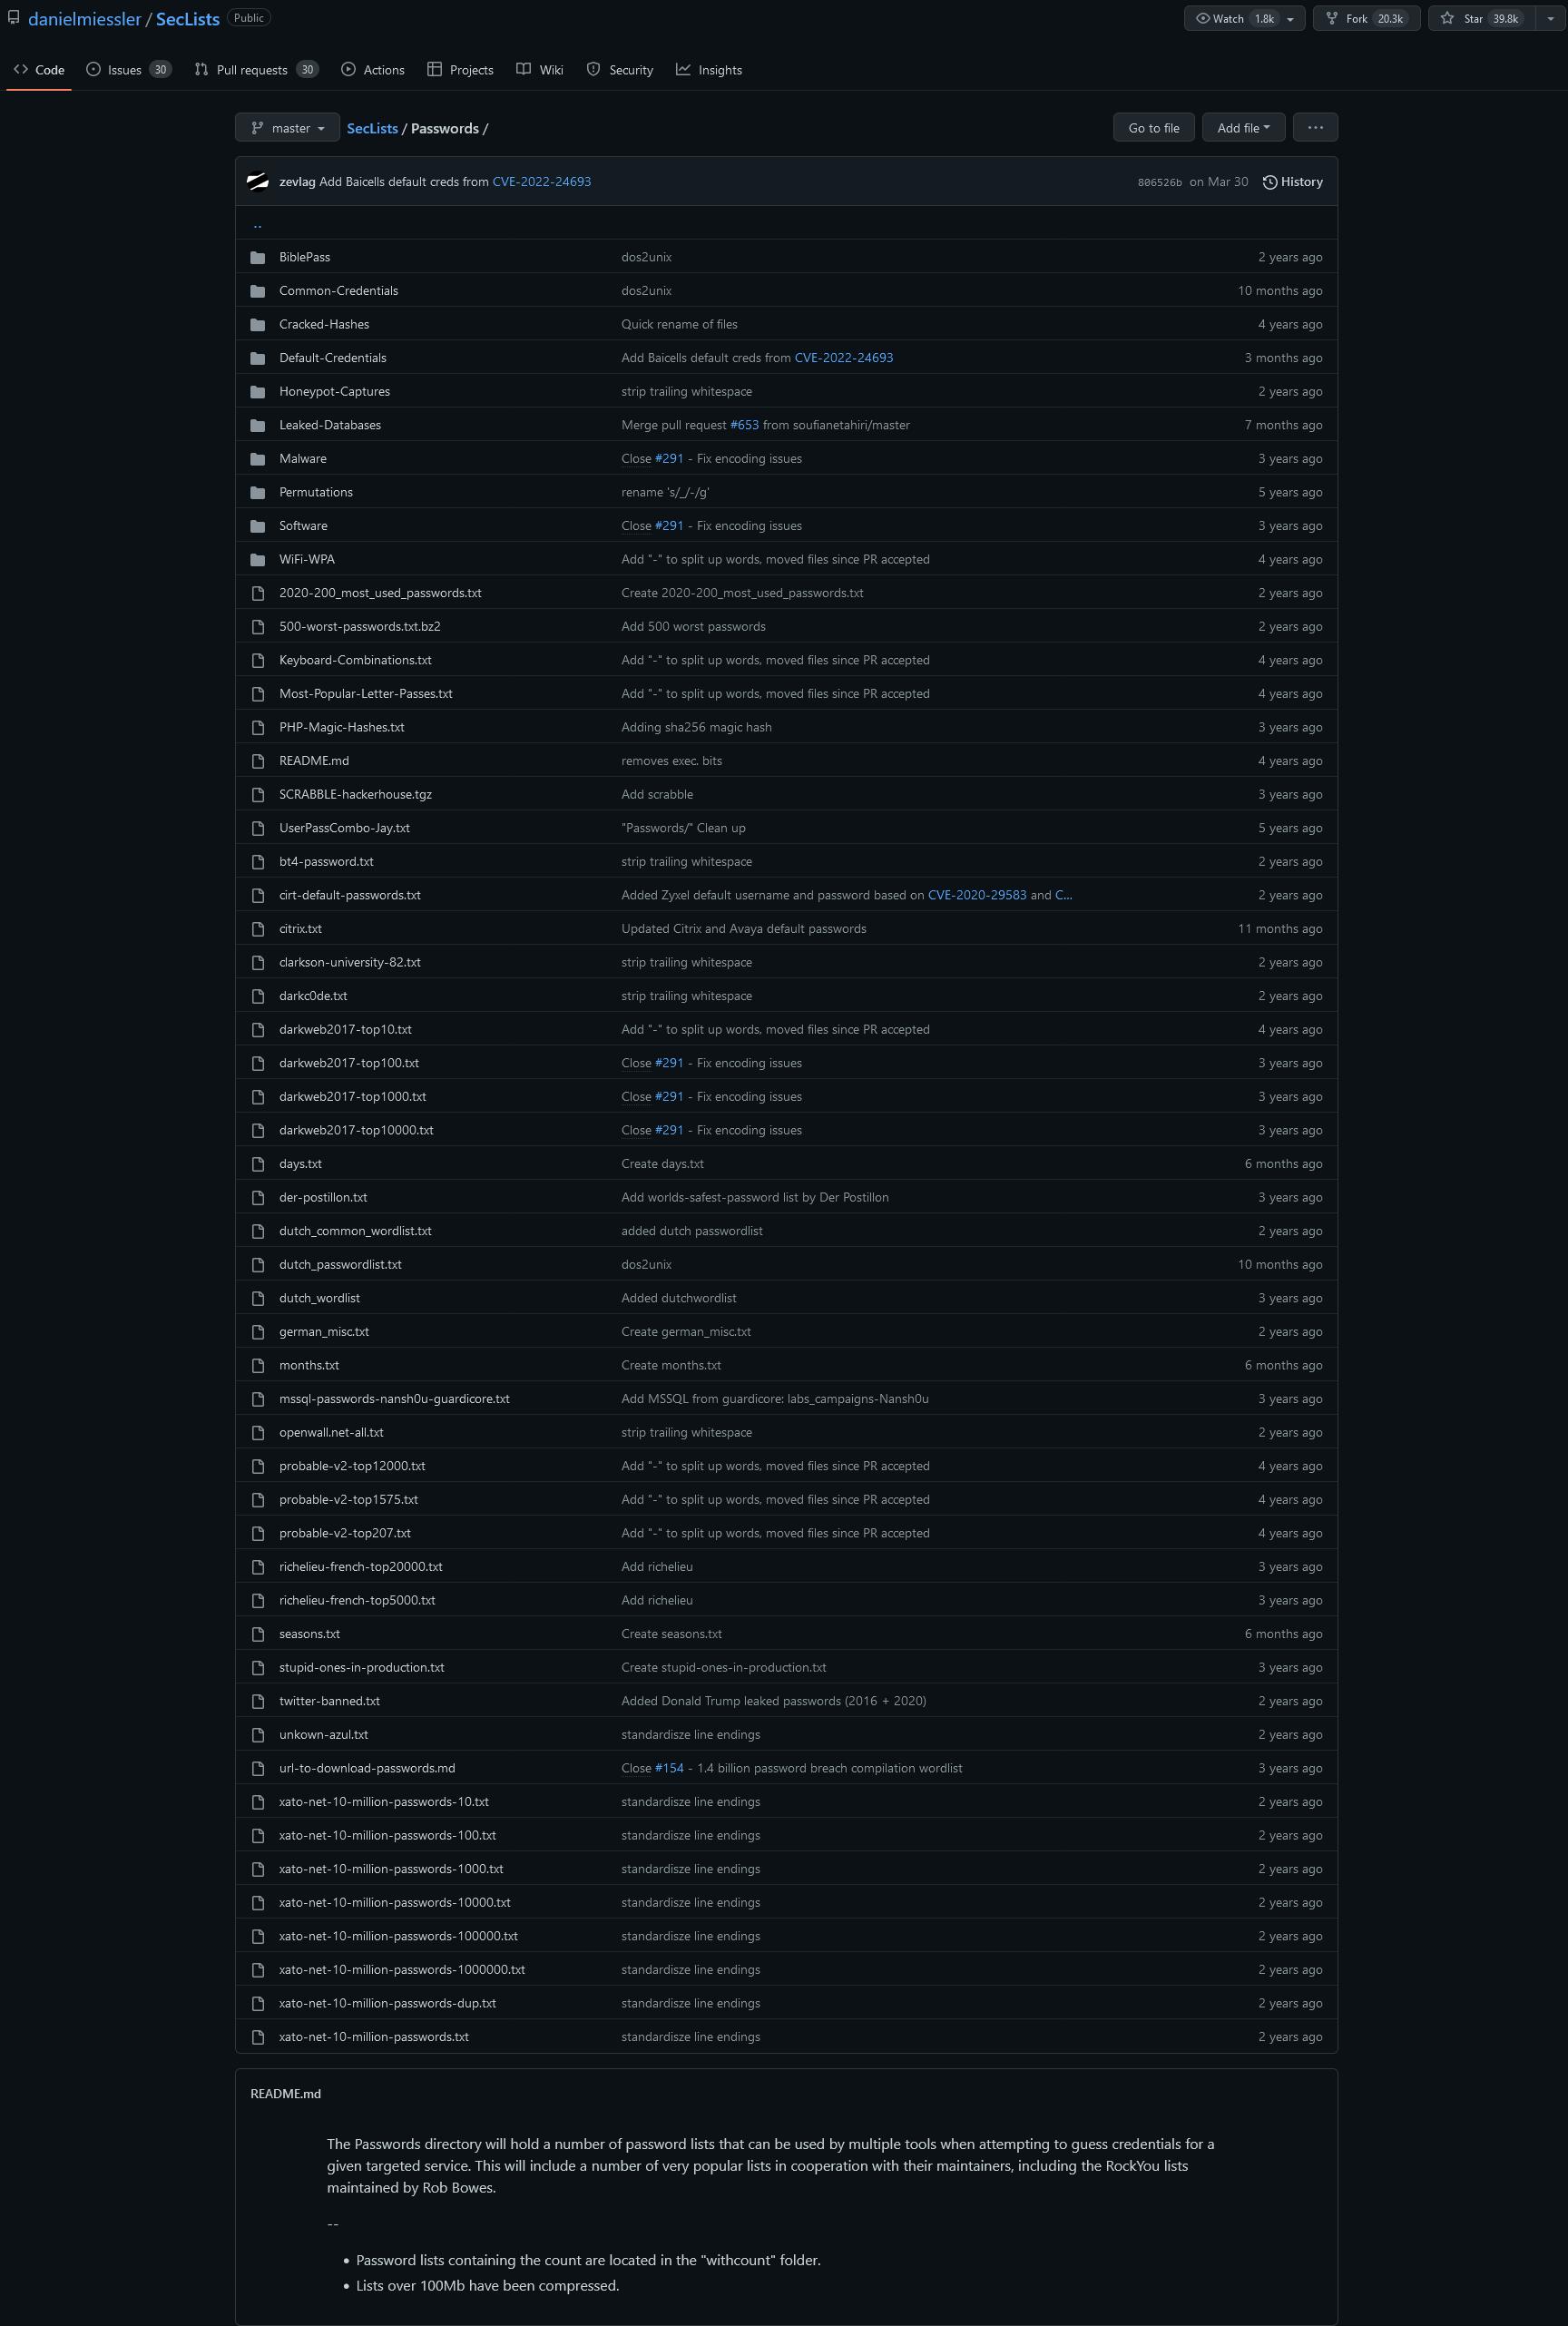 danielmiessler / SecLists Public Watch 1.8k Fork 20.3k Star 39.8k
Code Issues 30 Pull requests 30 Actions Projects Wiki Security Insights
master SecLists / Passwords / Go to file Add file ...
zevlag Add Baicells default creds from CVE-2022-24693 806526b on Mar 30 History
..
BiblePass dos2unix 2 years ago
Common-Credentials dos2unix 10 months ago
Cracked-Hashes Quick rename of files 4 years ago
Default-Credentials Add Baicells default creds from CVE-2022-24693 3 months ago
Honeypot-Captures strip trailing whitespace 2 years ago
Leaked-Databases Merge pull request #653 from soufianetahiri/master 7 months ago
Malware Close #291 - Fix encoding issues 3 years ago
Permutations rename 's/_/-/g' 5 years ago
Software Close #291 - Fix encoding issues 3 years ago
WiFi-WPA Add "-" to split up words, moved files since PR accepted 4 years ago
2020-200_most_used_passwords.txt Create 2020-200_most_used_passwords.txt 2 years ago
500-worst-passwords.txt.bz2 Add 500 worst passwords 2 years ago
Keyboard-Combinations.txt Add "-" to split up words, moved files since PR accepted 4 years ago
Most-Popular-Letter-Passes.txt Add "-" to split up words, moved files since PR accepted 4 years ago
PHP-Magic-Hashes.txt Adding sha256 magic hash 3 years ago
README.md removes exec. bits 4 years ago
SCRABBLE-hackerhouse.tgz Add scrabble 3 years ago
UserPassCombo-Jay.txt "Passwords/" Clean up 5 years ago
bt4-password.txt strip trailing whitespace 2 years ago
cirt-default-passwords.txt Added Zyxel default username and password based on CVE-2020-29583 and C... 2 years ago
citrix.txt Updated Citrix and Avaya default passwords 11 months ago
clarkson-university-82.txt strip trailing whitespace 2 years ago
darkc0de.txt strip trailing whitespace 2 years ago
darkweb2017-top10.txt Add "-" to split up words, moved files since PR accepted 4 years ago
darkweb2017-top100.txt Close #291 - Fix encoding issues 3 years ago
darkweb2017-top1000.txt Close #291 - Fix encoding issues 3 years ago
darkweb2017-top10000.txt Close #291 - Fix encoding issues 3 years ago
days.txt Create days.txt 6 months ago
der-postillon.txt Add worlds-safest-password list by Der Postillon 3 years ago
dutch_common_wordlist.txt added dutch passwordlist 2 years ago
dutch_passwordlist.txt dos2unix 10 months ago
dutch_wordlist Added dutchwordlist 3 years ago
german_misc.txt Create german_misc.txt 2 years ago
months.txt Create months.txt 6 months ago
mssql-passwords-nansh0u-guardicore.txt Add MSSQL from guardicore: labs_campaigns-Nansh0u 3 years ago
openwall.net-all.txt strip trailing whitespace 2 years ago
probable-v2-top12000.txt Add "-" to split up words, moved files since PR accepted 4 years ago
probable-v2-top1575.txt Add "-" to split up words, moved files since PR accepted 4 years ago
probable-v2-top207.txt Add "-" to split up words, moved files since PR accepted 4 years ago
richelieu-french-top20000.txt Add richelieu 3 years ago
richelieu-french-top5000.txt Add richelieu 3 years ago
seasons.txt Create seasons.txt 6 months ago
stupid-ones-in-production.txt Create stupid-ones-in-production.txt 3 years ago
twitter-banned.txt Added Donald Trump leaked passwords (2016 + 2020) 2 years ago
unkown-azul.txt standardisze line endings 2 years ago
url-to-download-passwords.md Close #154 - 1.4 billion password breach compilation wordlist 3 years ago
xato-net-10-million-passwords-10.txt standardisze line endings 2 years ago
xato-net-10-million-passwords-100.txt standardisze line endings 2 years ago
xato-net-10-million-passwords-1000.txt standardisze line endings 2 years ago
xato-net-10-million-passwords-10000.txt standardisze line endings 2 years ago
xato-net-10-million-passwords-100000.txt standardisze line endings 2 years ago
xato-net-10-million-passwords-1000000.txt standardisze line endings 2 years ago
xato-net-10-million-passwords-dup.txt standardisze line endings 2 years ago
xato-net-10-million-passwords.txt standardisze line endings 2 years ago
README.md
The Passwords directory will hold a number of password lists that can be used by multiple tools when attempting to guess credentials for a
given targeted service. This will include a number of very popular lists in cooperation with their maintainers, including the RockYou lists
maintained by Rob Bowes.
--
• Password lists containing the count are located in the "withcount" folder.
• Lists over 100Mb have been compressed.